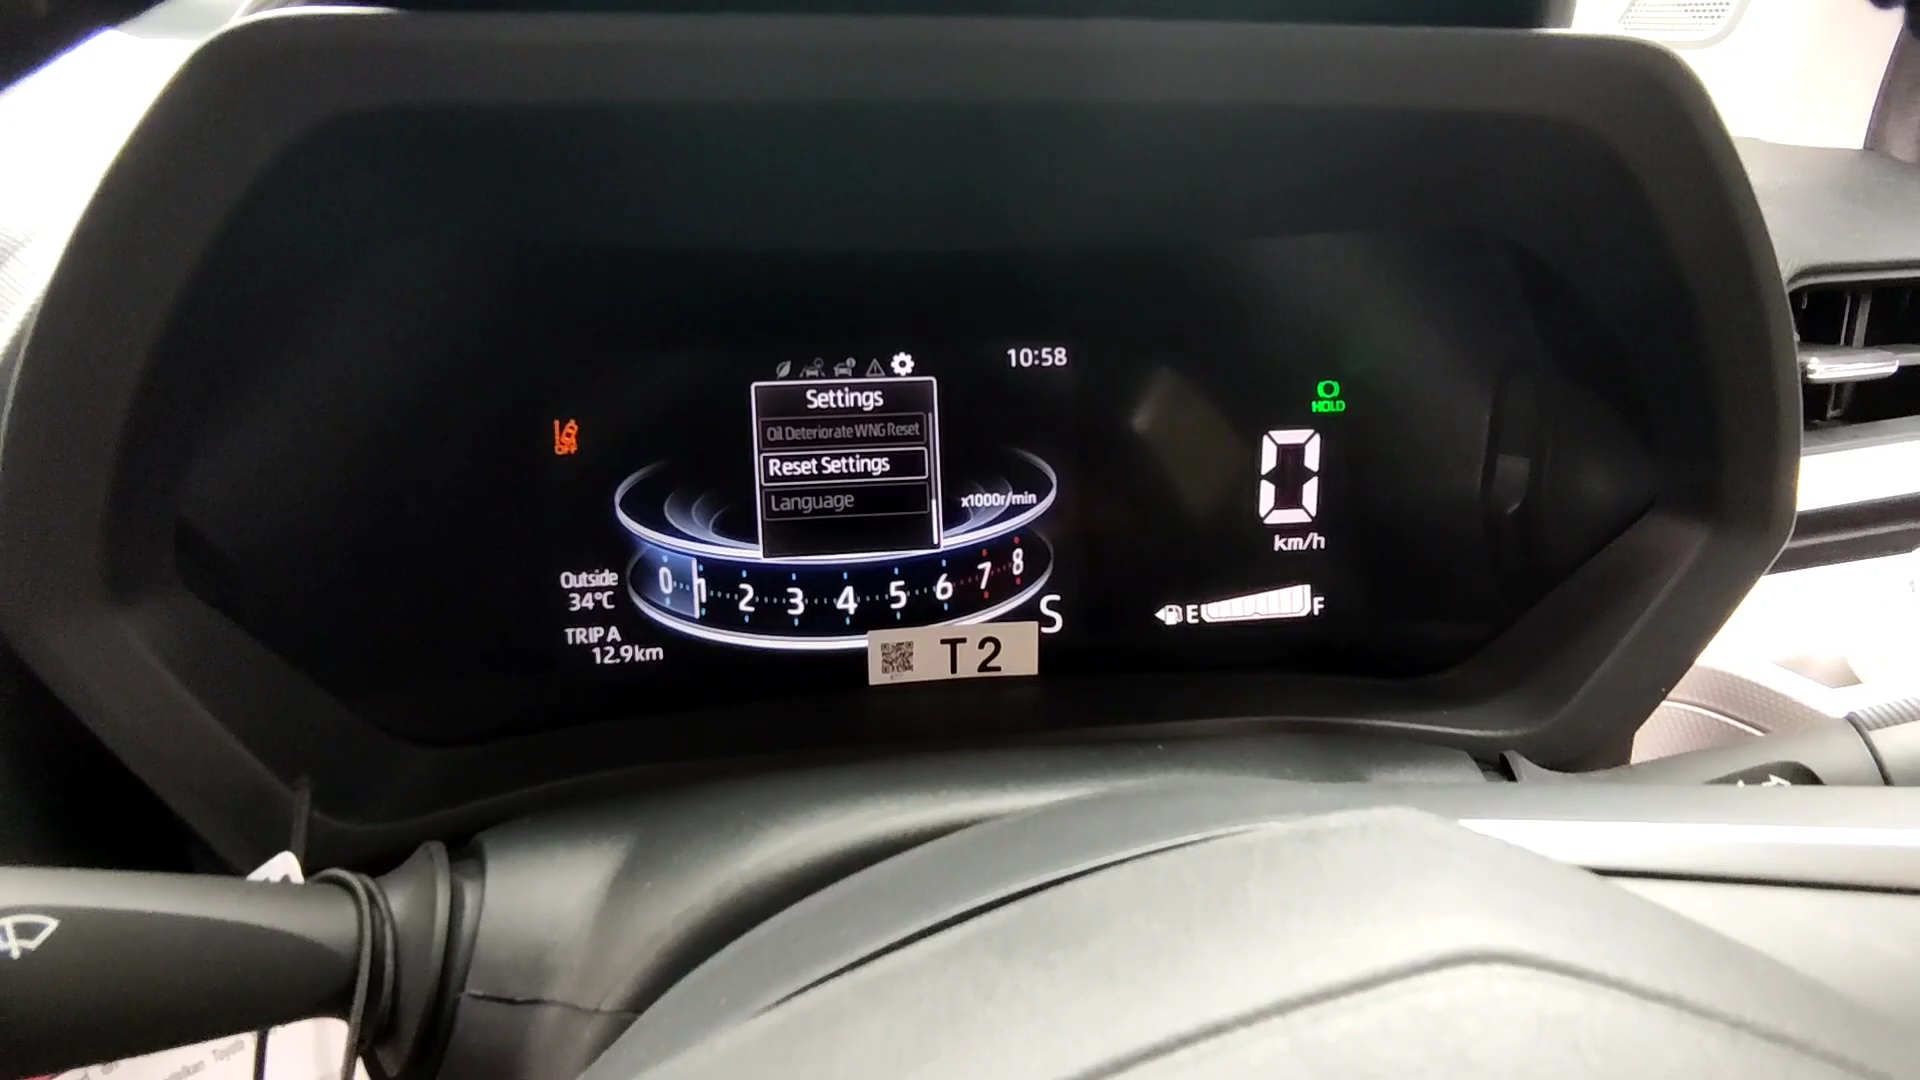 10:58
Settings
Oil Deteriorate WNG Reset
Reset Settings
Language
OFF
HOLD
x1000r/min
0 1 2 3 4 5 6 7 8
0
km/h
Outside
34°C
TRIP A
12.9km
S
E F
T2
Toyota